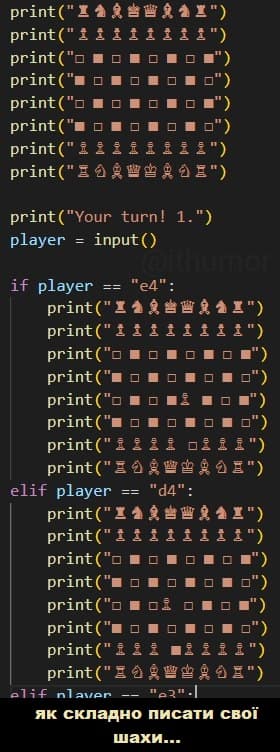 print("♜♞♝♚♛♝♞♜")
print("♙♙♙♙♙♙♙♙")
print("□ ■ □ ■ □ ■ □ ■")
print("■ □ ■ □ ■ □ ■ □")
print("□ ■ □ ■ □ ■ □ ■")
print("■ □ ■ □ ■ □ ■ □")
print("♙♙♙♙♙♙♙♙")
print("♖♘♗♛♔♗♘♖")
print("Your turn! 1.")
player = input()
@ithumor
if player == "e4":
print("♜♞♝♚♛♝♞♜")
print("♙♙♙♙♙♙♙♙")
print("□ ■ □ ■ □ ■ □ ■")
print("■ □ ■ □ ■ □ ■ □")
print("□ ■ □ ■♙ ■ □ ■")
print("■ □ ■ □ ■ □ ■ □")
print("♙♙♙♙ □♙♙♙")
print("♖♘♗♛♔♗♘♖")
elif player == "d4":
print("♜♞♝♚♛♝♞♜")
print("♙♙♙♙♙♙♙♙")
print("□ ■ □ ■ □ ■ □ ■")
print("■ □ ■ □ ■ □ ■ □")
print("□ ■ □♙ □ ■ □ ■")
print("■ □ ■ □ ■ □ ■ □")
print("♙♙♙ ■♙♙♙♙")
print("♖♘♗♛♔♗♘♖")
elif player == "e3":
як складно писати свої
шахи...